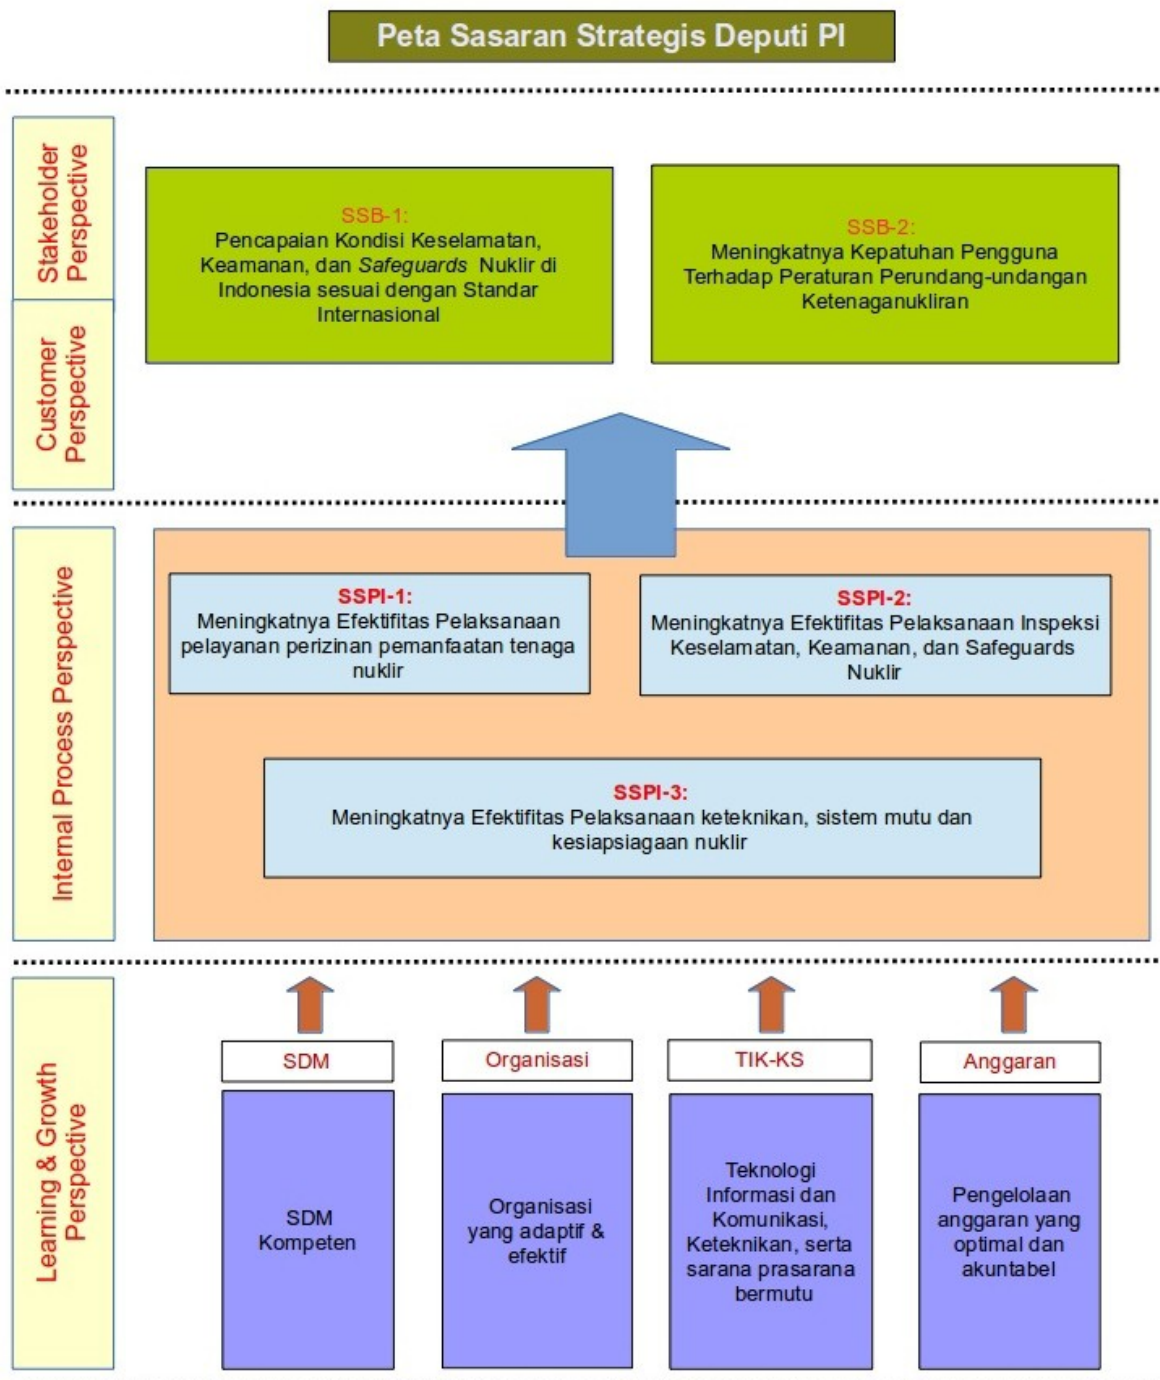 Peta Sasaran Strategis Deputi PI
Stakeholder
Perspective
SSB-1:
Pencapaian Kondisi Keselamatan,
Keamanan, dan Safeguards Nuklir di
Indonesia sesuai dengan Standar
Internasional
SSB-2:
Meningkatnya Kepatuhan Pengguna
Terhadap Peraturan Perundang-undangan
Ketenaganukliran
Customer
Perspective
Internal Process Perspective
SSPI-1:
Meningkatnya Efektifitas Pelaksanaan
pelayanan perizinan pemanfaatan tenaga
nuklir
SSPI-2:
Meningkatnya Efektifitas Pelaksanaan Inspeksi
Keselamatan, Keamanan, dan Safeguards
Nuklir
SSPI-3:
Meningkatnya Efektifitas Pelaksanaan keteknikan, sistem mutu dan
kesiapsiagaan nuklir
Learning & Growth
Perspective
SDM
SDM
Kompeten
Organisasi
Organisasi
yang adaptif &
efektif
TIK-KS
Teknologi
Informasi dan
Komunikasi,
Keteknikan, serta
sarana prasarana
bermutu
Anggaran
Pengelolaan
anggaran yang
optimal dan
akuntabel